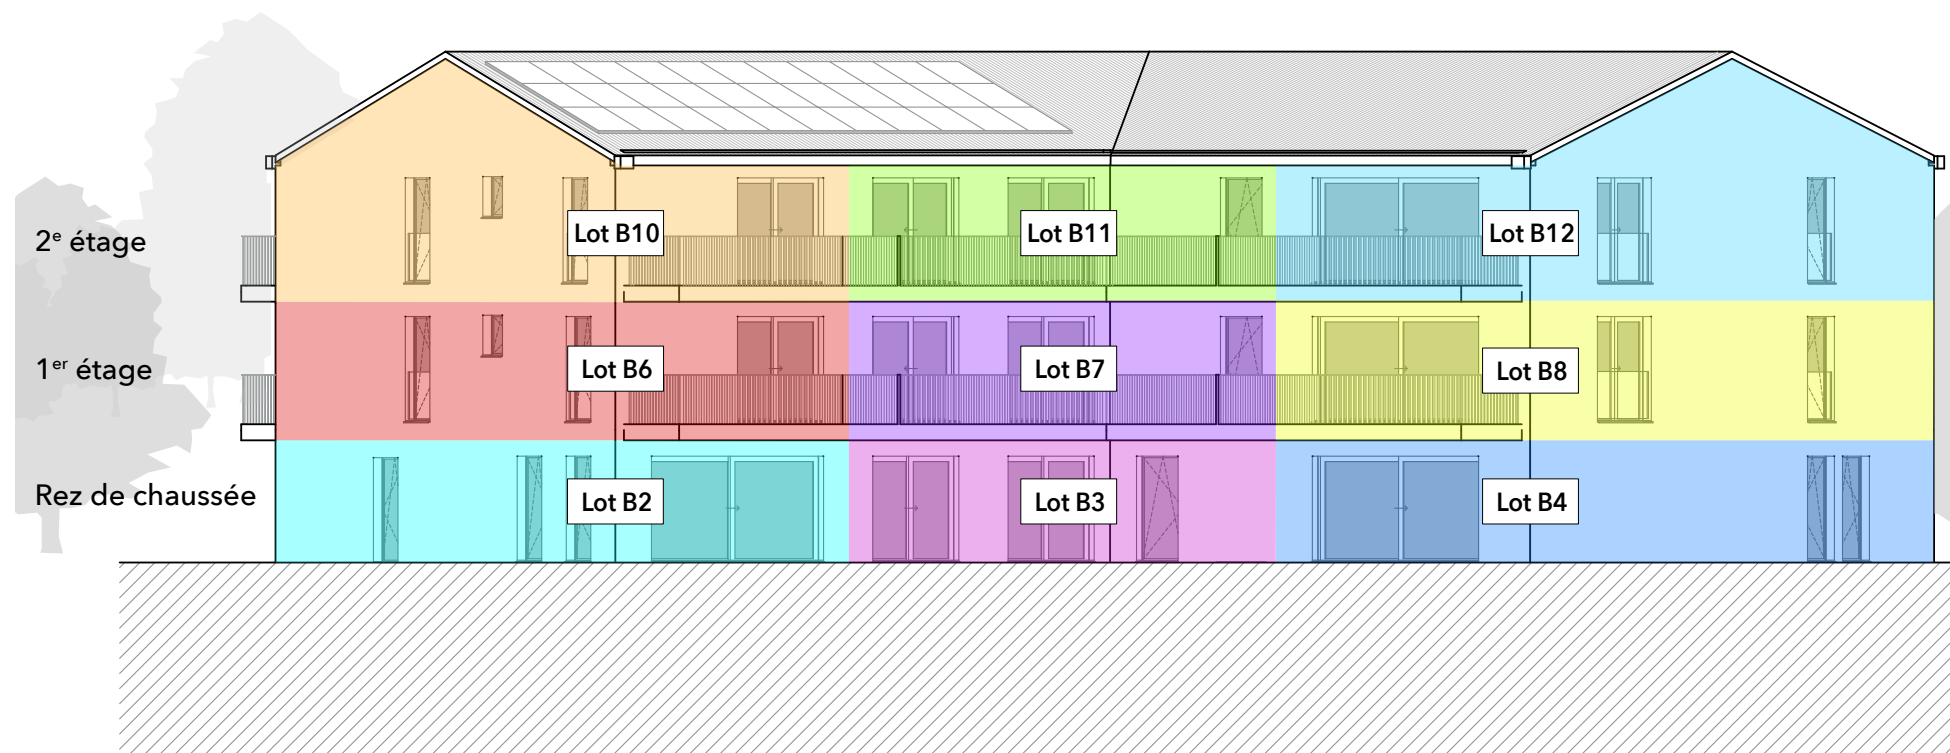 2e étage
Lot B10
Lot B11
Lot B12
1er étage
Lot B6
Lot B7
Lot B8
Rez de chaussée
Lot B2
Lot B3
Lot B4